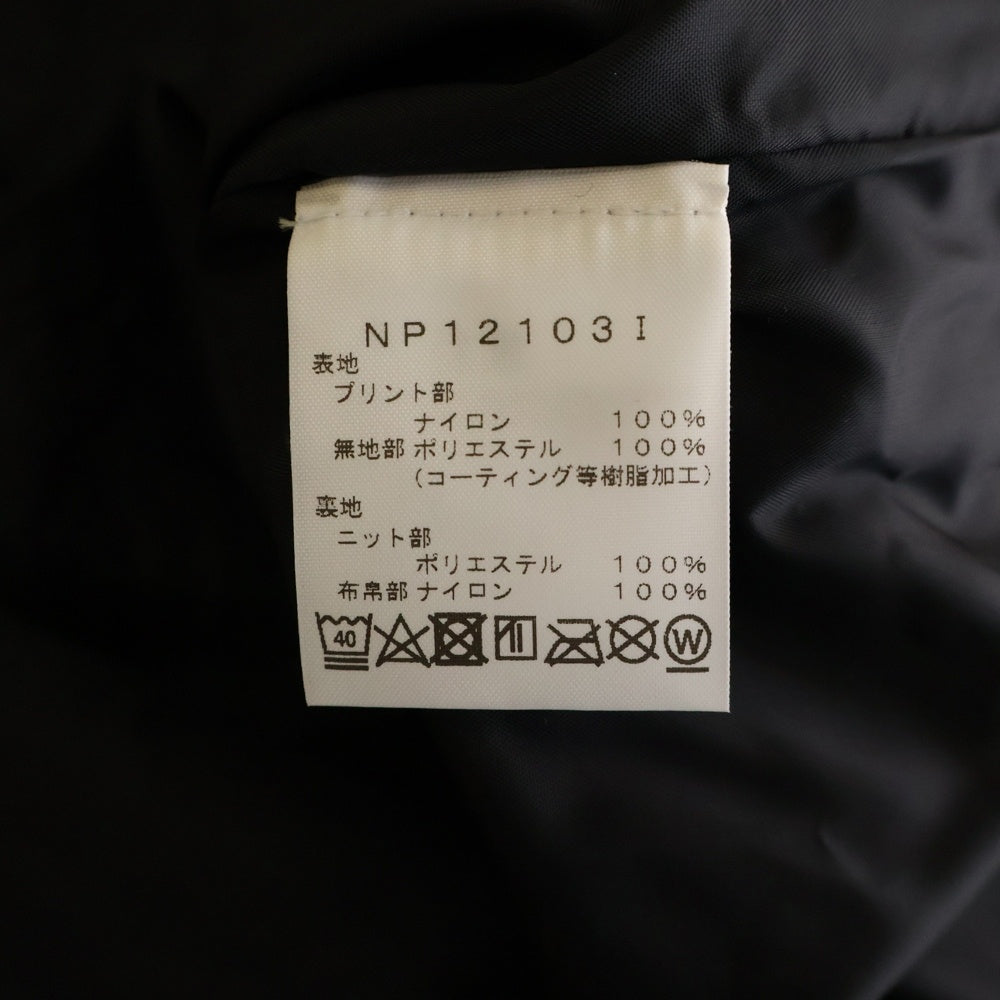 NP12103I
表地
プリント部
ナイロン 100%
無地部 ポリエステル 100%
(コーティング等樹脂加工)
裏地
ニット部
ポリエステル 100%
布帛部 ナイロン 100%
40 W